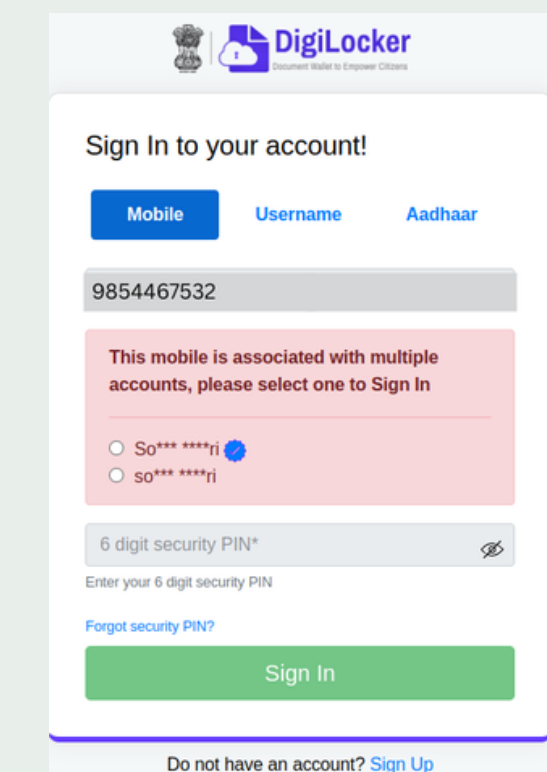 DigiLocker
Document Wallet to Empower Citizens
Sign In to your account!
Mobile Username Aadhaar
9854467532
This mobile is associated with multiple
accounts, please select one to Sign In
So*** ****ri
so*** ****ri
6 digit security PIN*
Enter your 6 digit security PIN
Forgot security PIN?
Sign In
Do not have an account? Sign Up